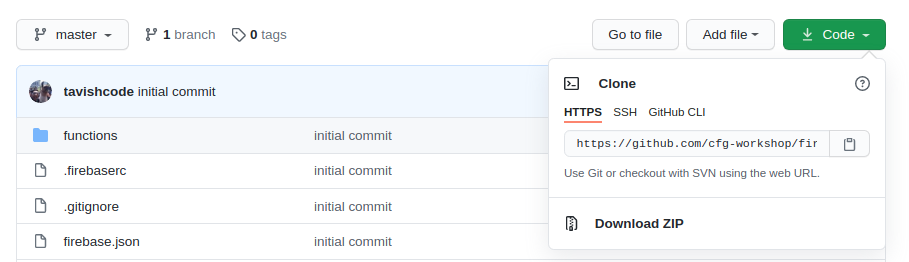 master 1 branch 0 tags Go to file Add file Code
tavishcode initial commit
Clone
HTTPS SSH GitHub CLI
functions initial commit
https://github.com/cfg-workshop/fir
.firebaserc initial commit
Use Git or checkout with SVN using the web URL.
.gitignore initial commit
Download ZIP
firebase.json initial commit